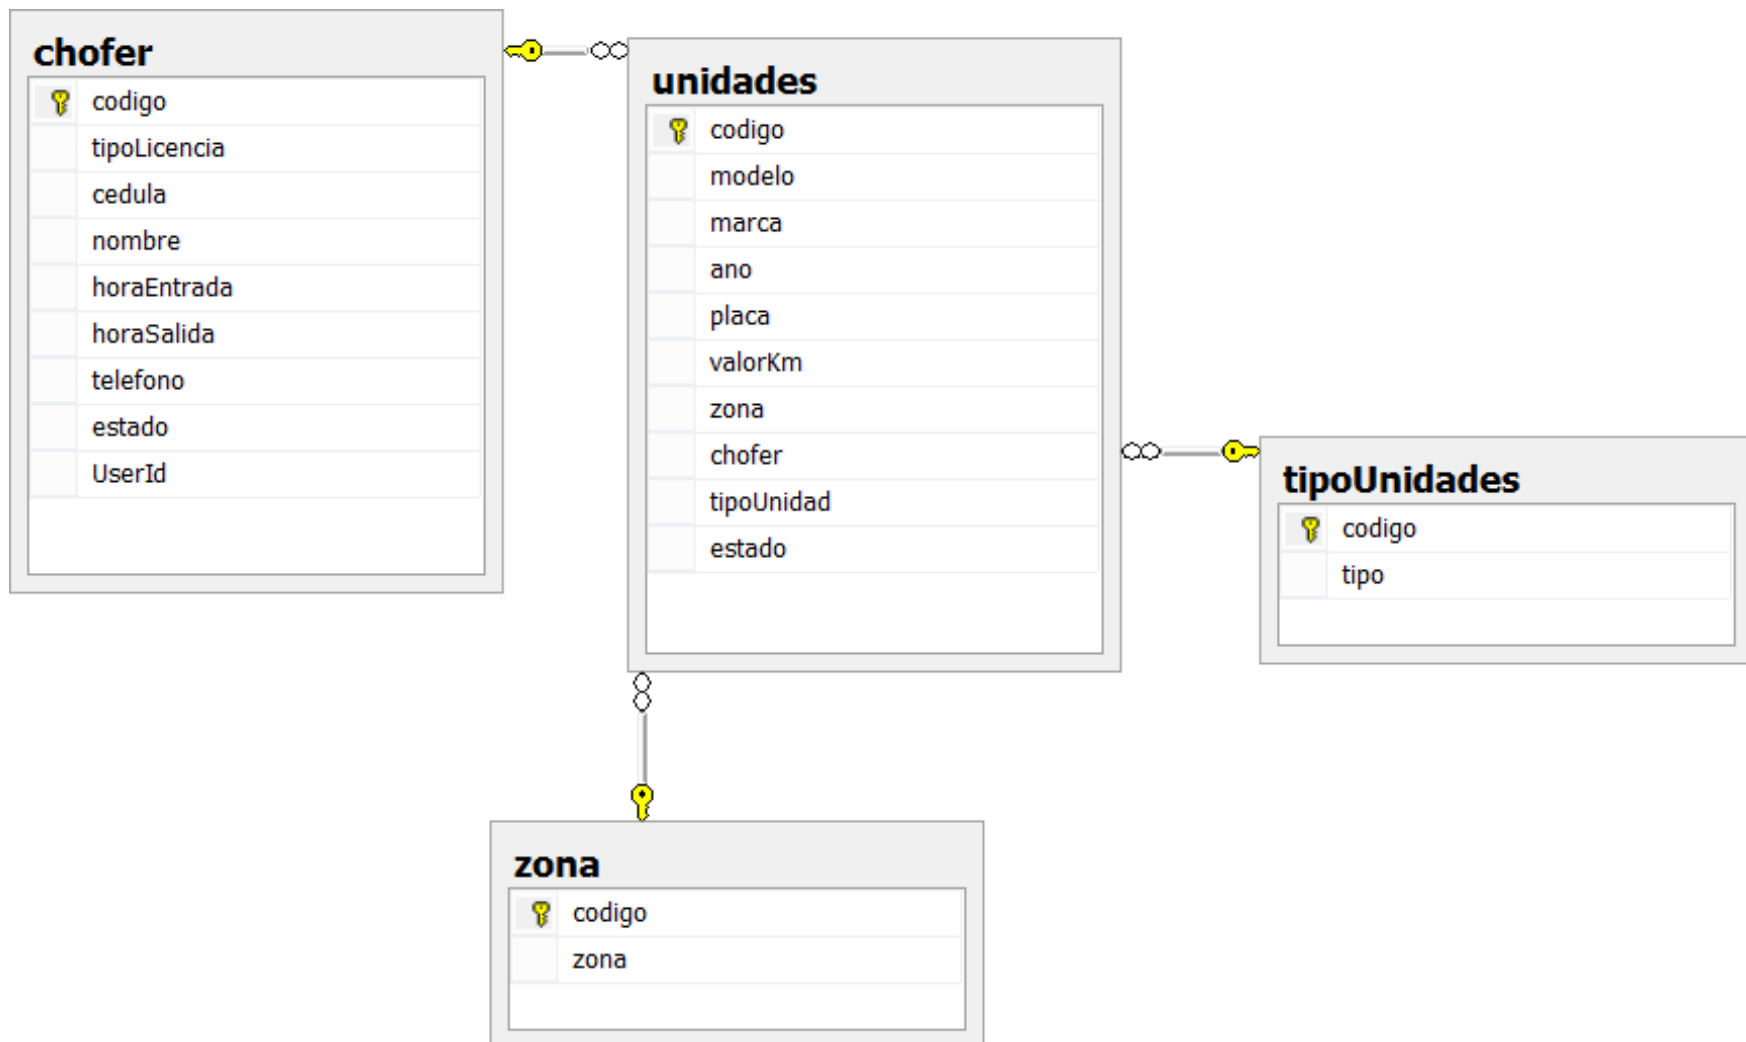 chofer
codigo
tipoLicencia
cedula
nombre
horaEntrada
horaSalida
telefono
estado
UserId
unidades
codigo
modelo
marca
ano
placa
valorKm
zona
chofer
tipoUnidad
estado
tipoUnidades
codigo
tipo
zona
codigo
zona